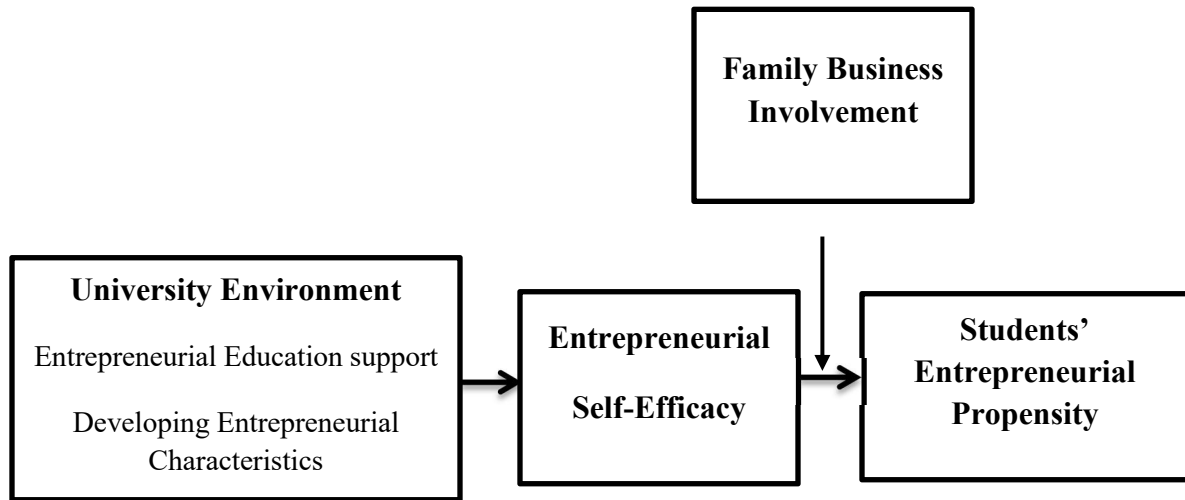 Family Business
Involvement
University Environment
Entrepreneurial Education support
Developing Entrepreneurial
Characteristics
Entrepreneurial
Self-Efficacy
Students’
Entrepreneurial
Propensity